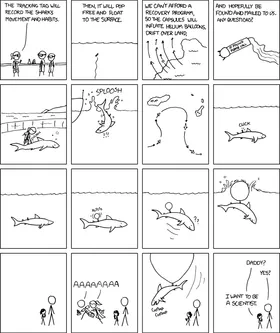 THE TRACKING TAG WILL
RECORD THE SHARK'S
MOVEMENT AND HABITS.
THEN, IT WILL POP
FREE AND FLOAT
TO THE SURFACE.
WE CAN'T AFFORD A
RECOVERY PROGRAM,
SO THE CAPSULES WILL
INFLATE HELIUM BALLOONS,
DRIFT OVER LAND,
AND HOPEFULLY BE
FOUND AND MAILED TO US.
ANY QUESTIONS?
SPLOOSH
CLICK
??
AAAAAAAA
COUGH
COUGH
DADDY?
YES?
I WANT TO BE
A SCIENTIST.